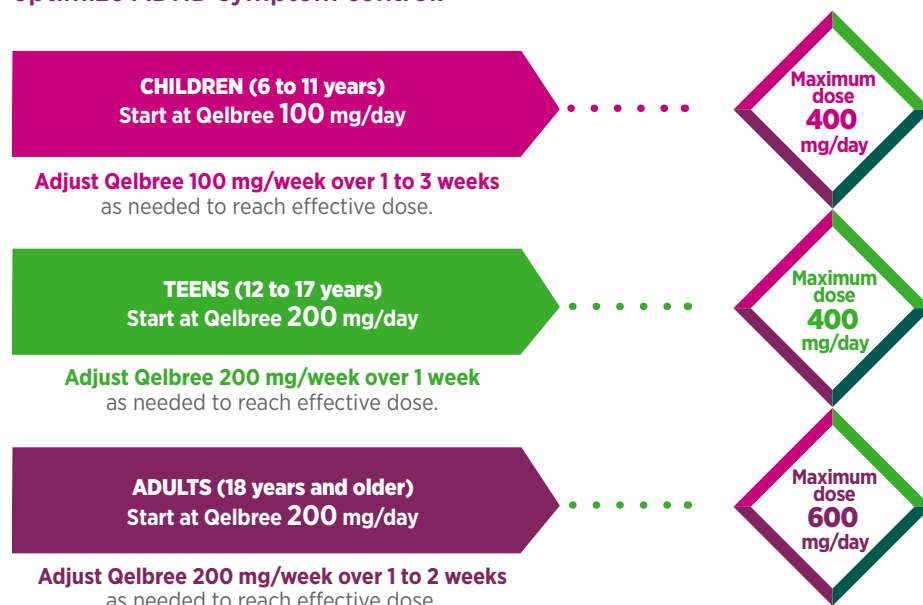 optimize ADHD symptom control.
CHILDREN (6 to 11 years)
Start at Qelbree 100 mg/day
Maximum
dose
400
mg/day
Adjust Qelbree 100 mg/week over 1 to 3 weeks
as needed to reach effective dose.
TEENS (12 to 17 years)
Start at Qelbree 200 mg/day
Maximum
dose
400
mg/day
Adjust Qelbree 200 mg/week over 1 week
as needed to reach effective dose.
ADULTS (18 years and older)
Start at Qelbree 200 mg/day
Maximum
dose
600
mg/day
Adjust Qelbree 200 mg/week over 1 to 2 weeks
as needed to reach effective dose